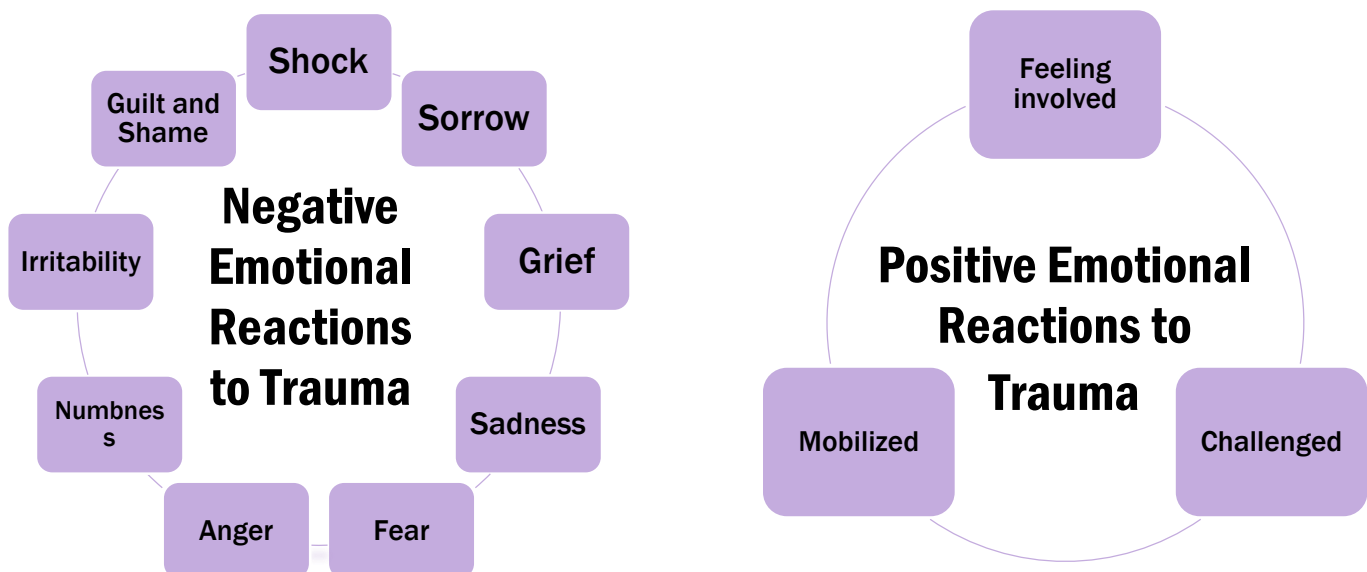 Negative
Emotional
Reactions
to Trauma
Shock
Sorrow
Grief
Sadness
Fear
Anger
Numbnes
s
Irritability
Guilt and
Shame
Positive Emotional
Reactions to
Trauma
Feeling
involved
Challenged
Mobilized